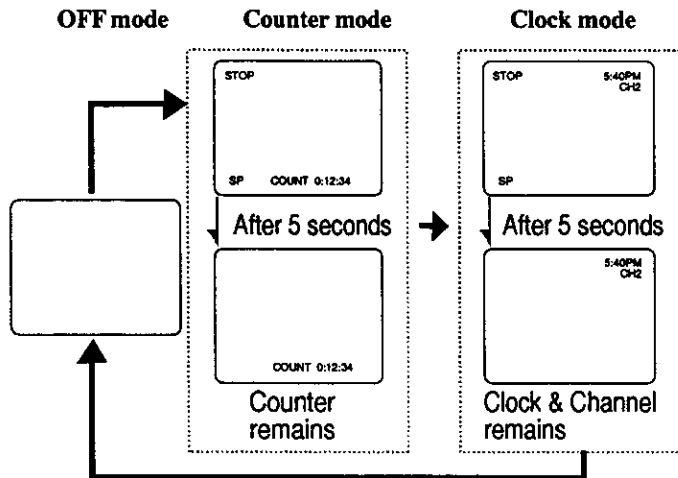 OFF mode
Counter mode
Clock mode
STOP
SP COUNT 0:12:34
After 5 seconds
COUNT 0:12:34
Counter
remains
STOP 5:40PM
CH2
SP
After 5 seconds
5:40PM
CH2
Clock & Channel
remains